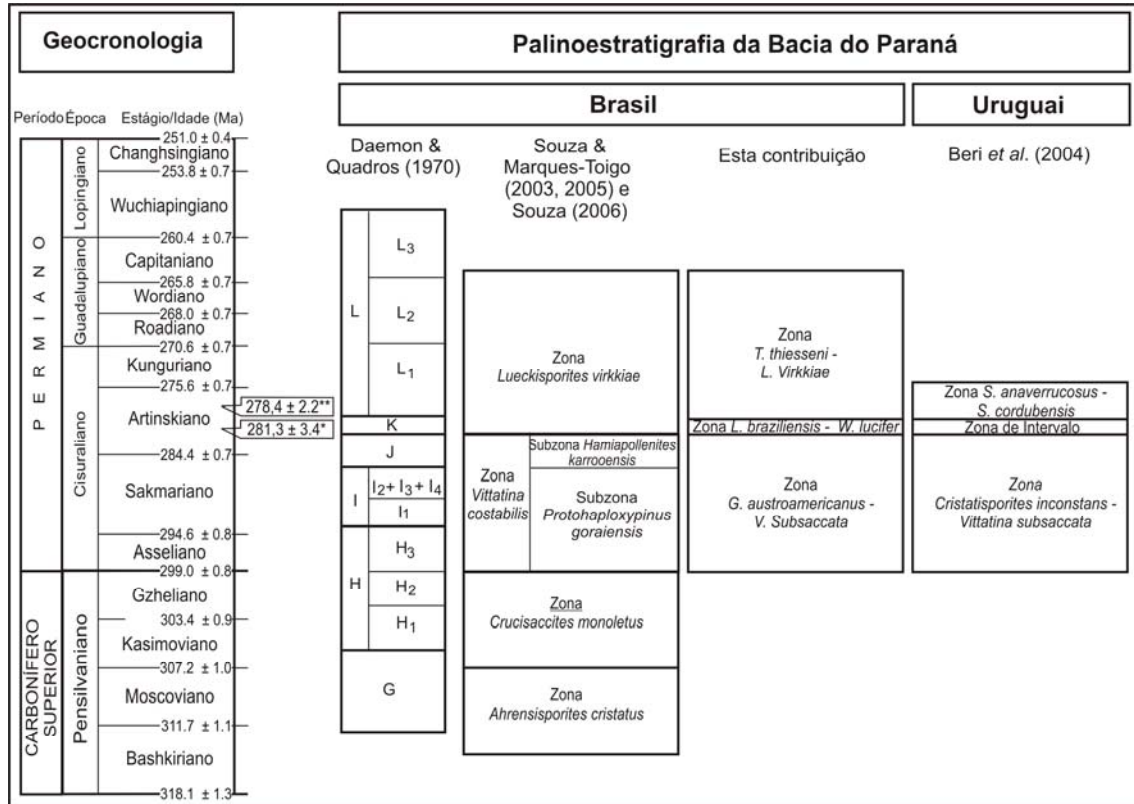 Geocronologia
Palinoestratigrafia da Bacia do Paraná
Brasil
Uruguai
Período
Época
Estágio/Idade (Ma)
Daemon &
Quadros (1970)
Souza &
Marques-Toigo
(2003, 2005) e
Souza (2006)
Esta contribuição
Beri et al. (2004)
PERMIANO
CARBONÍFERO
SUPERIOR
Lopingiano
Guadalupiano
Cisuraliano
Pensilvaniano
251.0 ± 0.4
Changhsingiano
253.8 ± 0.7
Wuchiapingiano
260.4 ± 0.7
Capitaniano
265.8 ± 0.7
Wordiano
268.0 ± 0.7
Roadiano
270.6 ± 0.7
Kunguriano
275.6 ± 0.7
Artinskiano
278,4 ± 2.2**
281,3 ± 3.4*
284.4 ± 0.7
Sakmariano
294.6 ± 0.8
Asseliano
299.0 ± 0.8
Gzheliano
303.4 ± 0.9
Kasimoviano
307.2 ± 1.0
Moscoviano
311.7 ± 1.1
Bashkiriano
318.1 ± 1.3
L
L3
L2
L1
K
J
I
I2+ I3 + I4
I1
H
H3
H2
H1
G
Zona
Lueckisporites virkkiae
Zona
Vittatina
costabilis
Subzona Hamiapollenites
karrooensis
Subzona
Protohaploxypinus
goraiensis
Zona
Crucisaccites monoletus
Zona
Ahrensisporites cristatus
Zona
T. thiesseni -
L. Virkkiae
Zona L. braziliensis - W. lucifer
Zona
G. austroamericanus -
V. Subsaccata
Zona S. anaverrucosus -
S. cordubensis
Zona de Intervalo
Zona
Cristatisporites inconstans -
Vittatina subsaccata